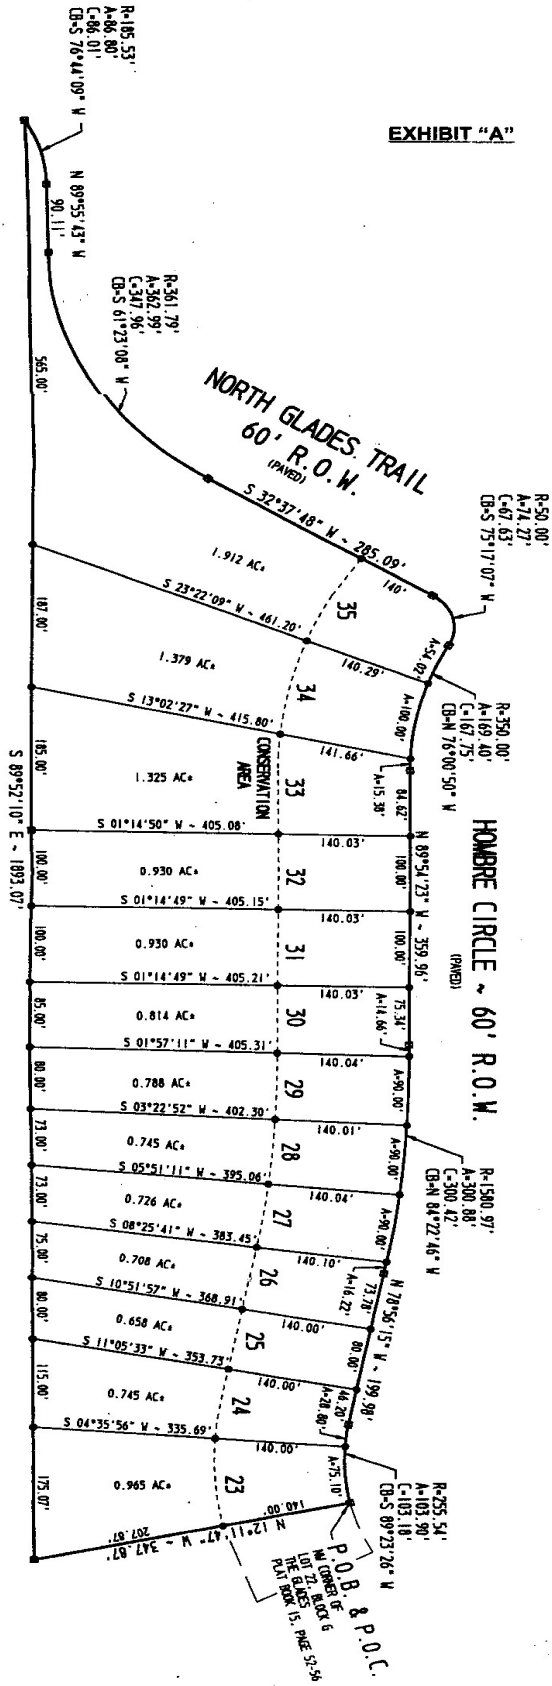 EXHIBIT "A"
R=185.53'
A=86.80'
C=86.01'
CB=S 76°44'09" W
N 89°55'43" W
90.11'
R=361.79'
A=362.99'
C=347.96'
CB=S 61°23'08" W
NORTH GLADES TRAIL
60' R.O.W.
(PAVED)
S 32°37'48" W ~ 285.09'
140'
R=50.00'
A=74.27'
C=67.63'
CB=S 75°17'07" W
R=350.00'
A=169.40'
C=167.75'
CB=N 76°00'50" W
A=54.02'
A=100.00'
A=15.38'
84.62'
HOMBRE CIRCLE ~ 60' R.O.W.
(PAVED)
N 89°54'23" W ~ 359.96'
100.00'
100.00'
75.34'
A=14.66'
A=90.00'
A=90.00'
A=90.00'
A=16.22'
R=1580.97'
A=300.88'
C=300.42'
CB=N 84°22'46" W
73.78'
N 78°56'15" W ~ 199.98'
80.00'
46.20'
A=28.80'
A=75.10'
R=255.54'
A=103.90'
C=103.18'
CB=S 89°23'26" W
P.O.B. & P.O.C.
NW CORNER OF
LOT 22, BLOCK G
THE GLADES
PLAT BOOK 15, PAGE 52-56
35
34
33
32
31
30
29
28
27
26
25
24
23
CONSERVATION
AREA
140.29'
141.66'
140.03'
140.03'
140.03'
140.04'
140.01'
140.04'
140.10'
140.00'
140.00'
140.00'
140.00'
1.912 AC±
S 23°22'09" W ~ 461.20'
1.379 AC±
S 13°02'27" W ~ 415.80'
1.325 AC±
S 01°14'50" W ~ 405.08'
0.930 AC±
S 01°14'49" W ~ 405.15'
0.930 AC±
S 01°14'49" W ~ 405.21'
0.814 AC±
S 01°57'11" W ~ 405.31'
0.788 AC±
S 03°22'52" W ~ 402.30'
0.745 AC±
S 05°51'11" W ~ 395.06'
0.726 AC±
S 08°25'41" W ~ 383.45'
0.708 AC±
S 10°51'57" W ~ 368.91'
0.658 AC±
S 11°05'33" W ~ 353.73'
0.745 AC±
S 04°35'56" W ~ 335.69'
0.965 AC±
N 12°11'47" W ~ 347.87'
207.87'
565.00'
187.00'
185.00'
100.00'
100.00'
85.00'
80.00'
73.00'
73.00'
75.00'
80.00'
115.00'
175.07'
S 89°52'10" E ~ 1893.07'